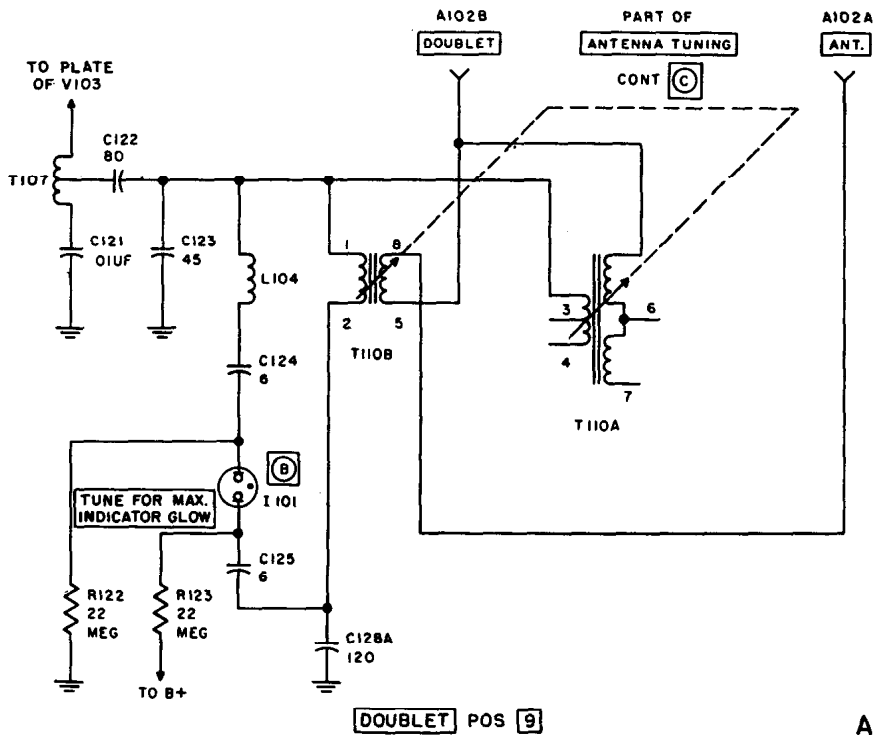 A102B
DOUBLET
PART OF
ANTENNA TUNING
CONT C
A102A
ANT.
TO PLATE
OF V103
C122
80
T107
C121
.01UF
C123
45
L104
1
8
2
5
T110B
3
6
4
7
T110A
C124
6
B
TUNE FOR MAX.
INDICATOR GLOW
I 101
C125
6
R122
22
MEG
R123
22
MEG
C128A
120
TO B+
DOUBLET POS 9
A